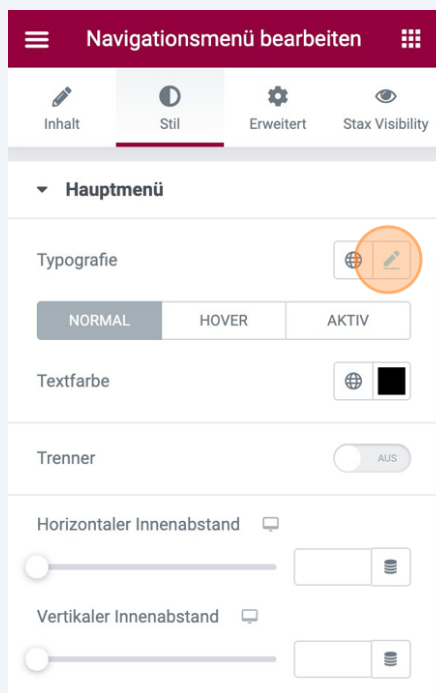 Navigationsmenü bearbeiten
Inhalt Stil Erweitert Stax Visibility
Hauptmenü
Typografie
NORMAL HOVER AKTIV
Textfarbe
Trenner AUS
Horizontaler Innenabstand
Vertikaler Innenabstand